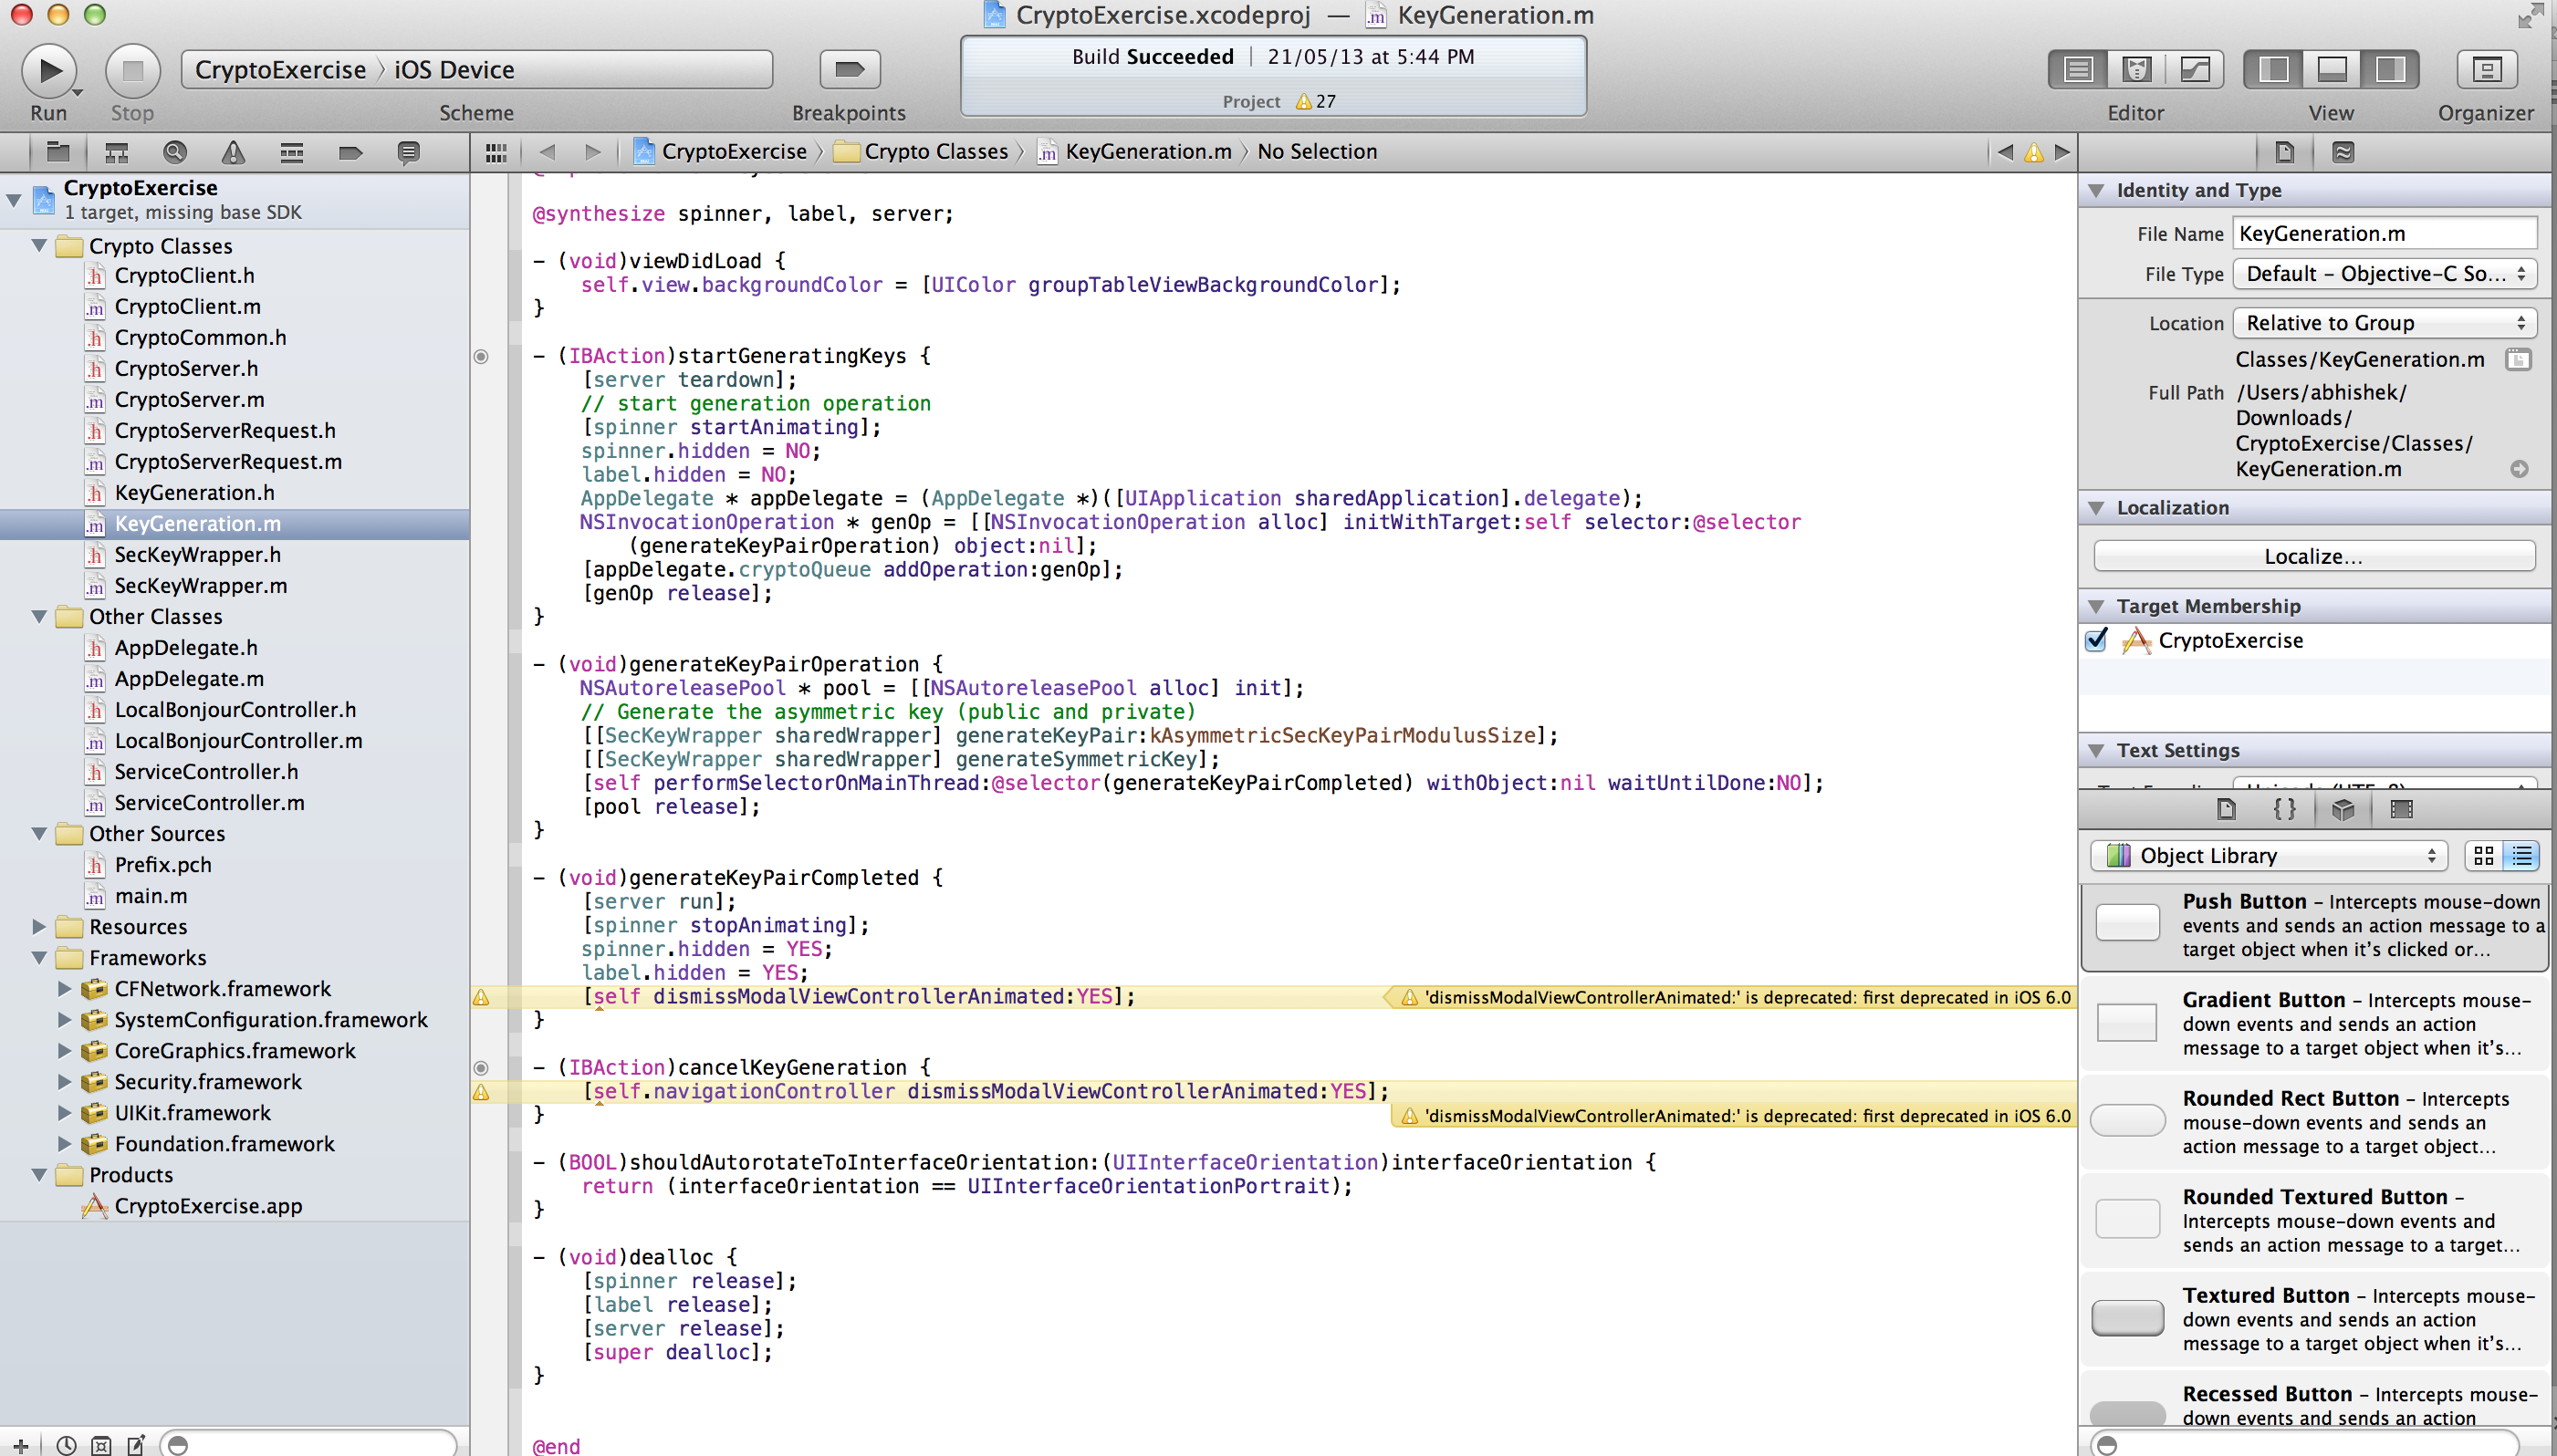 CryptoExercise.xcodeproj — KeyGeneration.m
Run
Stop
CryptoExercise 〉 iOS Device
Scheme
Breakpoints
Build Succeeded | 21/05/13 at 5:44 PM
Project 27
Editor
View
Organizer
CryptoExercise 〉 Crypto Classes 〉 KeyGeneration.m 〉 No Selection
CryptoExercise
1 target, missing base SDK
Crypto Classes
CryptoClient.h
CryptoClient.m
CryptoCommon.h
CryptoServer.h
CryptoServer.m
CryptoServerRequest.h
CryptoServerRequest.m
KeyGeneration.h
KeyGeneration.m
SecKeyWrapper.h
SecKeyWrapper.m
Other Classes
AppDelegate.h
AppDelegate.m
LocalBonjourController.h
LocalBonjourController.m
ServiceController.h
ServiceController.m
Other Sources
Prefix.pch
main.m
Resources
Frameworks
CFNetwork.framework
SystemConfiguration.framework
CoreGraphics.framework
Security.framework
UIKit.framework
Foundation.framework
Products
CryptoExercise.app
@synthesize spinner, label, server;
- (void)viewDidLoad {
self.view.backgroundColor = [UIColor groupTableViewBackgroundColor];
}
- (IBAction)startGeneratingKeys {
[server teardown];
// start generation operation
[spinner startAnimating];
spinner.hidden = NO;
label.hidden = NO;
AppDelegate * appDelegate = (AppDelegate *)([UIApplication sharedApplication].delegate);
NSInvocationOperation * genOp = [[NSInvocationOperation alloc] initWithTarget:self selector:@selector
(generateKeyPairOperation) object:nil];
[appDelegate.cryptoQueue addOperation:genOp];
[genOp release];
}
- (void)generateKeyPairOperation {
NSAutoreleasePool * pool = [[NSAutoreleasePool alloc] init];
// Generate the asymmetric key (public and private)
[[SecKeyWrapper sharedWrapper] generateKeyPair:kAsymmetricSecKeyPairModulusSize];
[[SecKeyWrapper sharedWrapper] generateSymmetricKey];
[self performSelectorOnMainThread:@selector(generateKeyPairCompleted) withObject:nil waitUntilDone:NO];
[pool release];
}
- (void)generateKeyPairCompleted {
[server run];
[spinner stopAnimating];
spinner.hidden = YES;
label.hidden = YES;
[self dismissModalViewControllerAnimated:YES];
'dismissModalViewControllerAnimated:' is deprecated: first deprecated in iOS 6.0
}
- (IBAction)cancelKeyGeneration {
[self.navigationController dismissModalViewControllerAnimated:YES];
}
'dismissModalViewControllerAnimated:' is deprecated: first deprecated in iOS 6.0
- (BOOL)shouldAutorotateToInterfaceOrientation:(UIInterfaceOrientation)interfaceOrientation {
return (interfaceOrientation == UIInterfaceOrientationPortrait);
}
- (void)dealloc {
[spinner release];
[label release];
[server release];
[super dealloc];
}
@end
Identity and Type
File Name KeyGeneration.m
File Type Default - Objective-C So...
Location Relative to Group
Classes/KeyGeneration.m
Full Path /Users/abhishek/
Downloads/
CryptoExercise/Classes/
KeyGeneration.m
Localization
Localize...
Target Membership
CryptoExercise
Text Settings
Object Library
Push Button – Intercepts mouse-down
events and sends an action message to a
target object when it's clicked or...
Gradient Button – Intercepts mouse-
down events and sends an action
message to a target object when it's...
Rounded Rect Button – Intercepts
mouse-down events and sends an
action message to a target object...
Rounded Textured Button –
Intercepts mouse-down events and
sends an action message to a target...
Textured Button – Intercepts mouse-
down events and sends an action
message to a target object when it's...
Recessed Button – Intercepts mouse-
down events and sends an action